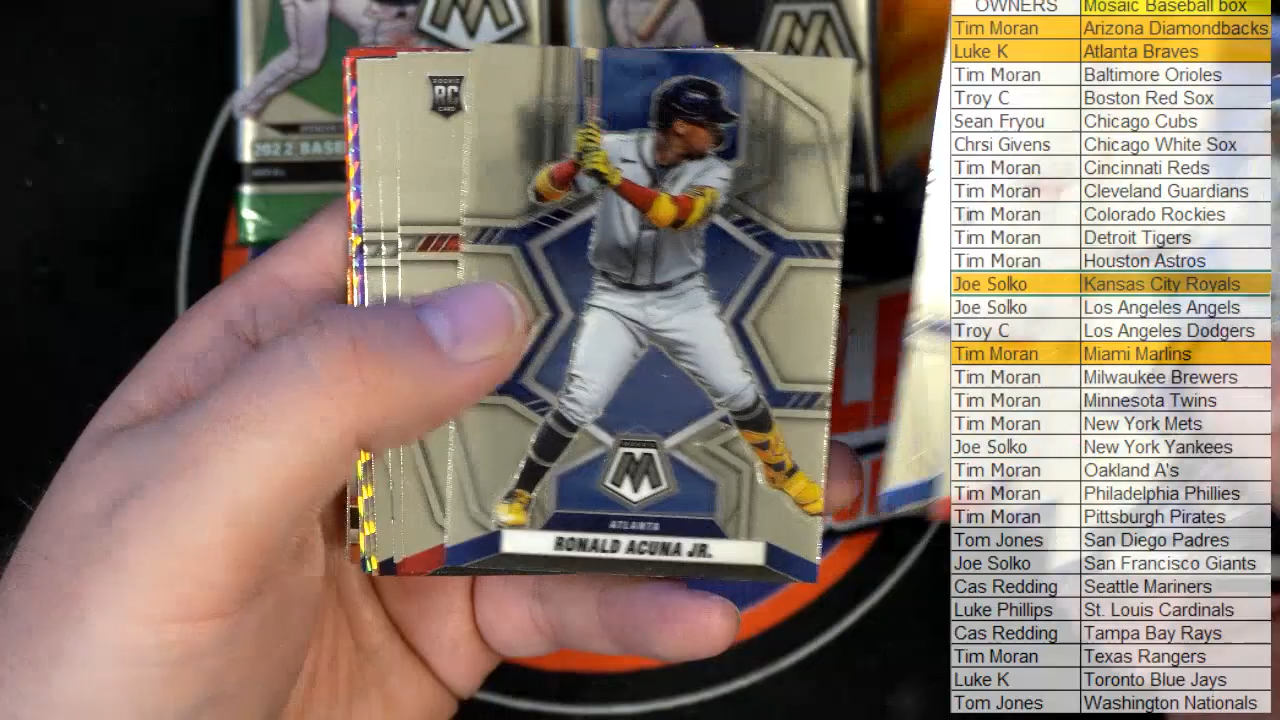 OWNERS Mosaic Baseball box
Tim Moran Arizona Diamondbacks
Luke K Atlanta Braves
Tim Moran Baltimore Orioles
Troy C Boston Red Sox
Sean Fryou Chicago Cubs
Chrsi Givens Chicago White Sox
Tim Moran Cincinnati Reds
Tim Moran Cleveland Guardians
Tim Moran Colorado Rockies
Tim Moran Detroit Tigers
Tim Moran Houston Astros
Joe Solko Kansas City Royals
Joe Solko Los Angeles Angels
Troy C Los Angeles Dodgers
Tim Moran Miami Marlins
Tim Moran Milwaukee Brewers
Tim Moran Minnesota Twins
Tim Moran New York Mets
Joe Solko New York Yankees
Tim Moran Oakland A's
Tim Moran Philadelphia Phillies
Tim Moran Pittsburgh Pirates
Tom Jones San Diego Padres
Joe Solko San Francisco Giants
Cas Redding Seattle Mariners
Luke Phillips St. Louis Cardinals
Cas Redding Tampa Bay Rays
Tim Moran Texas Rangers
Luke K Toronto Blue Jays
Tom Jones Washington Nationals
2022 BASE
ROOKIE
RC
CARD
M
ATLANTA
RONALD ACUNA JR.